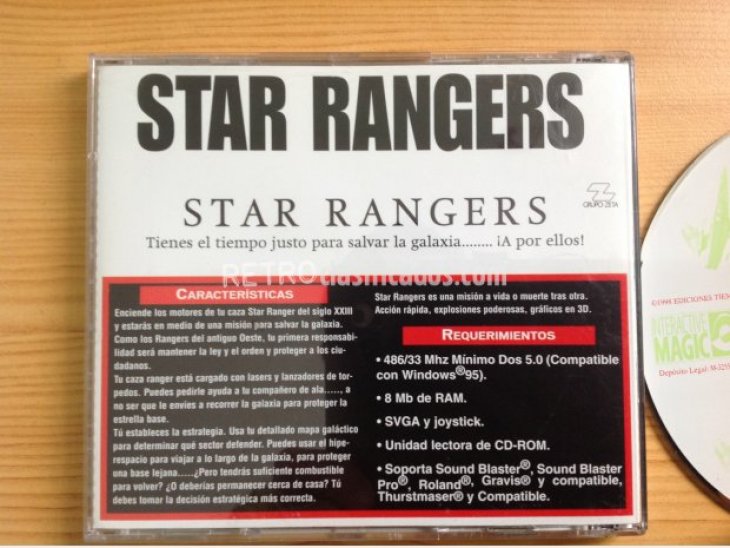 STAR RANGERS
GRUPO ZETA
STAR RANGERS
Tienes el tiempo justo para salvar la galaxia........ ¡A por ellos!
RETROclasificados.com
CARACTERÍSTICAS
Enciende los motores de tu caza Star Ranger del siglo XXIII
y estarás en medio de una misión para salvar la galaxia.
Como los Rangers del antiguo Oeste, tu primera responsabi-
lidad será mantener la ley y el orden y proteger a los ciu-
dadanos.
Tu caza ranger está cargado con lasers y lanzadores de tor-
pedos. Puedes pedirle ayuda a tu compañero de ala...... a
no ser que le envíes a recorrer la galaxia para proteger la
estrella base.
Tú estableces la estrategia. Usa tu detallado mapa galáctico
para determinar qué sector defender. Puedes usar el hipe-
respacio para viajar a lo largo de la galaxia, para proteger
una base lejana.....¿Pero tendrás suficiente combustible
para volver? ¿O deberías permanecer cerca de casa? Tú
debes tomar la decisión estratégica más correcta.
Star Rangers es una misión a vida o muerte tras otra.
Acción rápida, explosiones poderosas, gráficos en 3D.
REQUERIMIENTOS
• 486/33 Mhz Mínimo Dos 5.0 (Compatible
con Windows®95).
• 8 Mb de RAM.
• SVGA y joystick.
• Unidad lectora de CD-ROM.
• Soporta Sound Blaster®, Sound Blaster
Pro®, Roland®, Gravis® y compatible,
Thurstmaser® y Compatible.
EDICIONES TIEM
INTERACTIVE
MAGIC
Depósito Legal: M-325